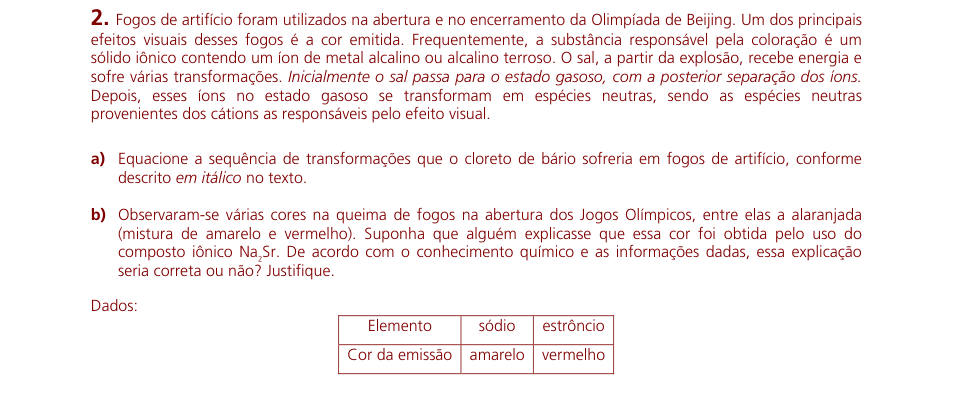 2. Fogos de artifício foram utilizados na abertura e no encerramento da Olimpíada de Beijing. Um dos principais
efeitos visuais desses fogos é a cor emitida. Frequentemente, a substância responsável pela coloração é um
sólido iônico contendo um íon de metal alcalino ou alcalino terroso. O sal, a partir da explosão, recebe energia e
sofre várias transformações. Inicialmente o sal passa para o estado gasoso, com a posterior separação dos íons.
Depois, esses íons no estado gasoso se transformam em espécies neutras, sendo as espécies neutras
provenientes dos cátions as responsáveis pelo efeito visual.
a) Equacione a sequência de transformações que o cloreto de bário sofreria em fogos de artifício, conforme
descrito em itálico no texto.
b) Observaram-se várias cores na queima de fogos na abertura dos Jogos Olímpicos, entre elas a alaranjada
(mistura de amarelo e vermelho). Suponha que alguém explicasse que essa cor foi obtida pelo uso do
composto iônico Na₂Sr. De acordo com o conhecimento químico e as informações dadas, essa explicação
seria correta ou não? Justifique.
Dados:
Elemento sódio estrôncio
Cor da emissão amarelo vermelho